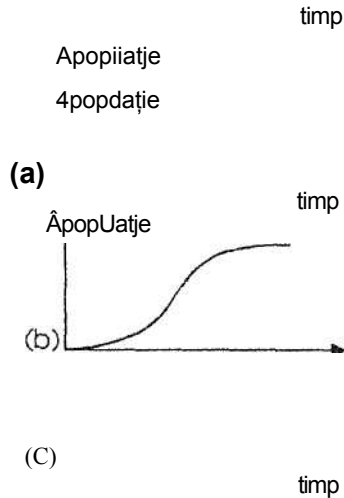 timp
Apopiiatje
4popdație
(a)
timp
ÂpopUatje
(b)
(C)
timp